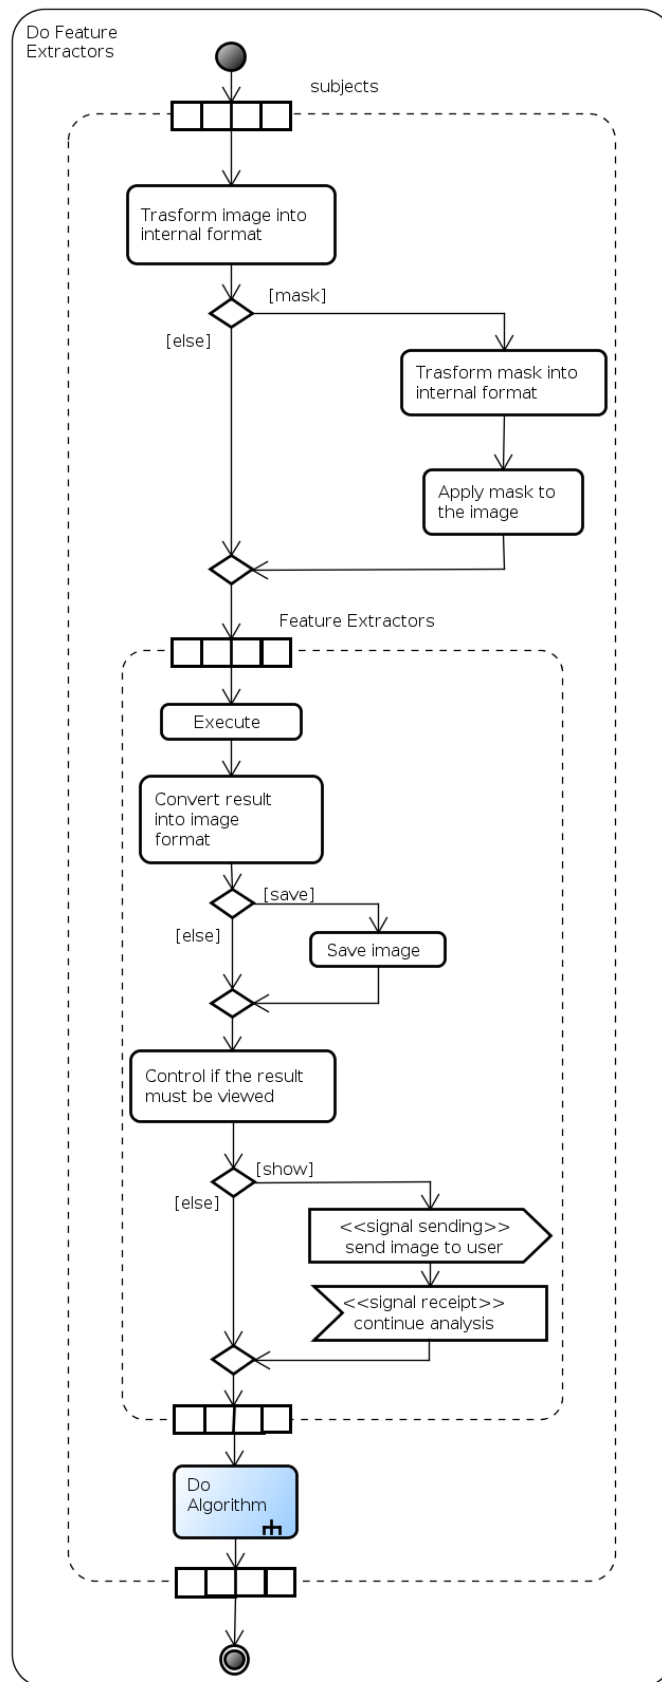 Do Feature
Extractors
subjects
Trasform image into
internal format
[mask]
[else]
Trasform mask into
internal format
Apply mask to
the image
Feature Extractors
Execute
Convert result
into image
format
[save]
[else]
Save image
Control if the result
must be viewed
[show]
[else]
<<signal sending>>
send image to user
<<signal receipt>>
continue analysis
Do
Algorithm